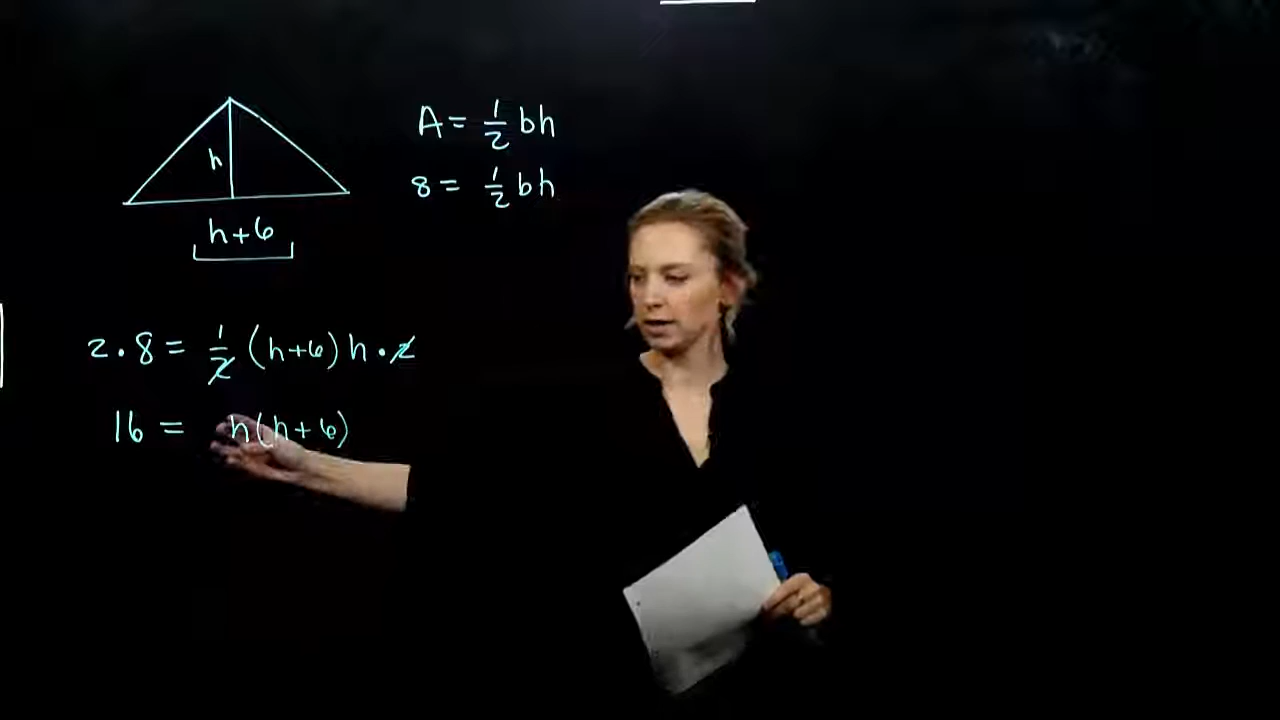 h
h+6
A = 1/2 bh
8 = 1/2 bh
2 · 8 = 1/2 (h+6) h · 2
16 = h(h+6)